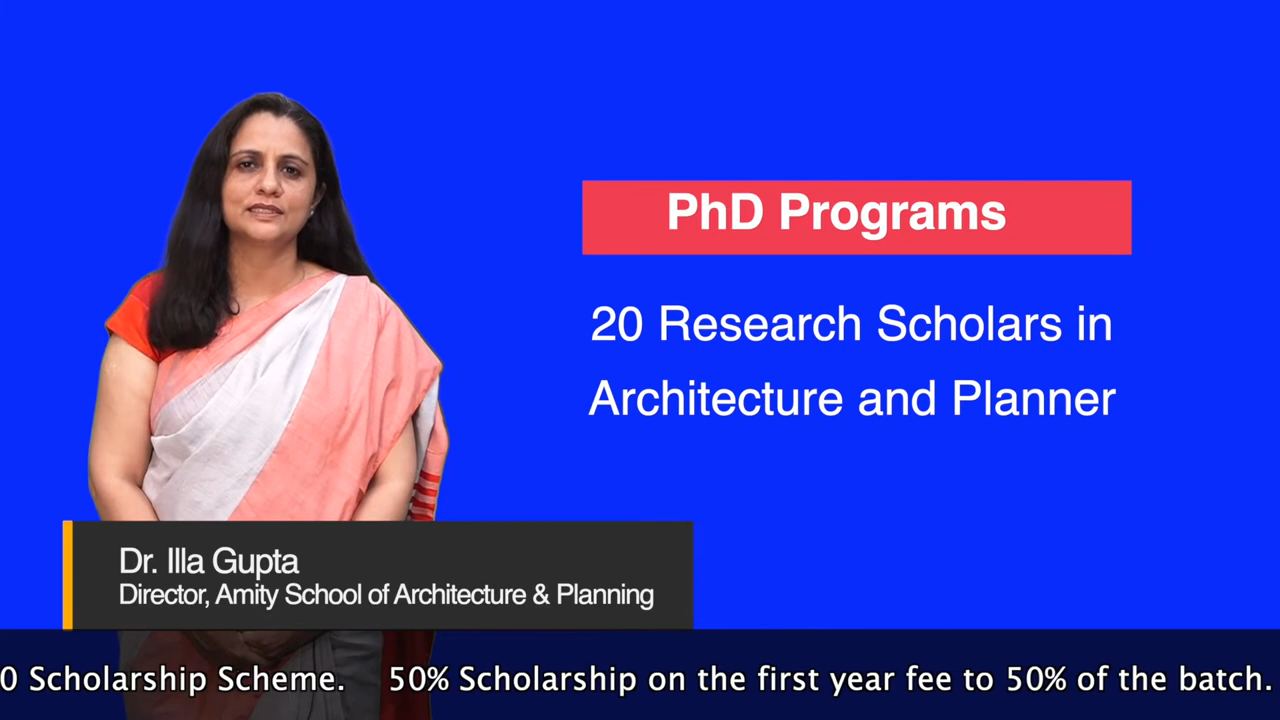 PhD Programs
20 Research Scholars in
Architecture and Planner
Dr. Illa Gupta
Director, Amity School of Architecture & Planning
0 Scholarship Scheme. 50% Scholarship on the first year fee to 50% of the batch.